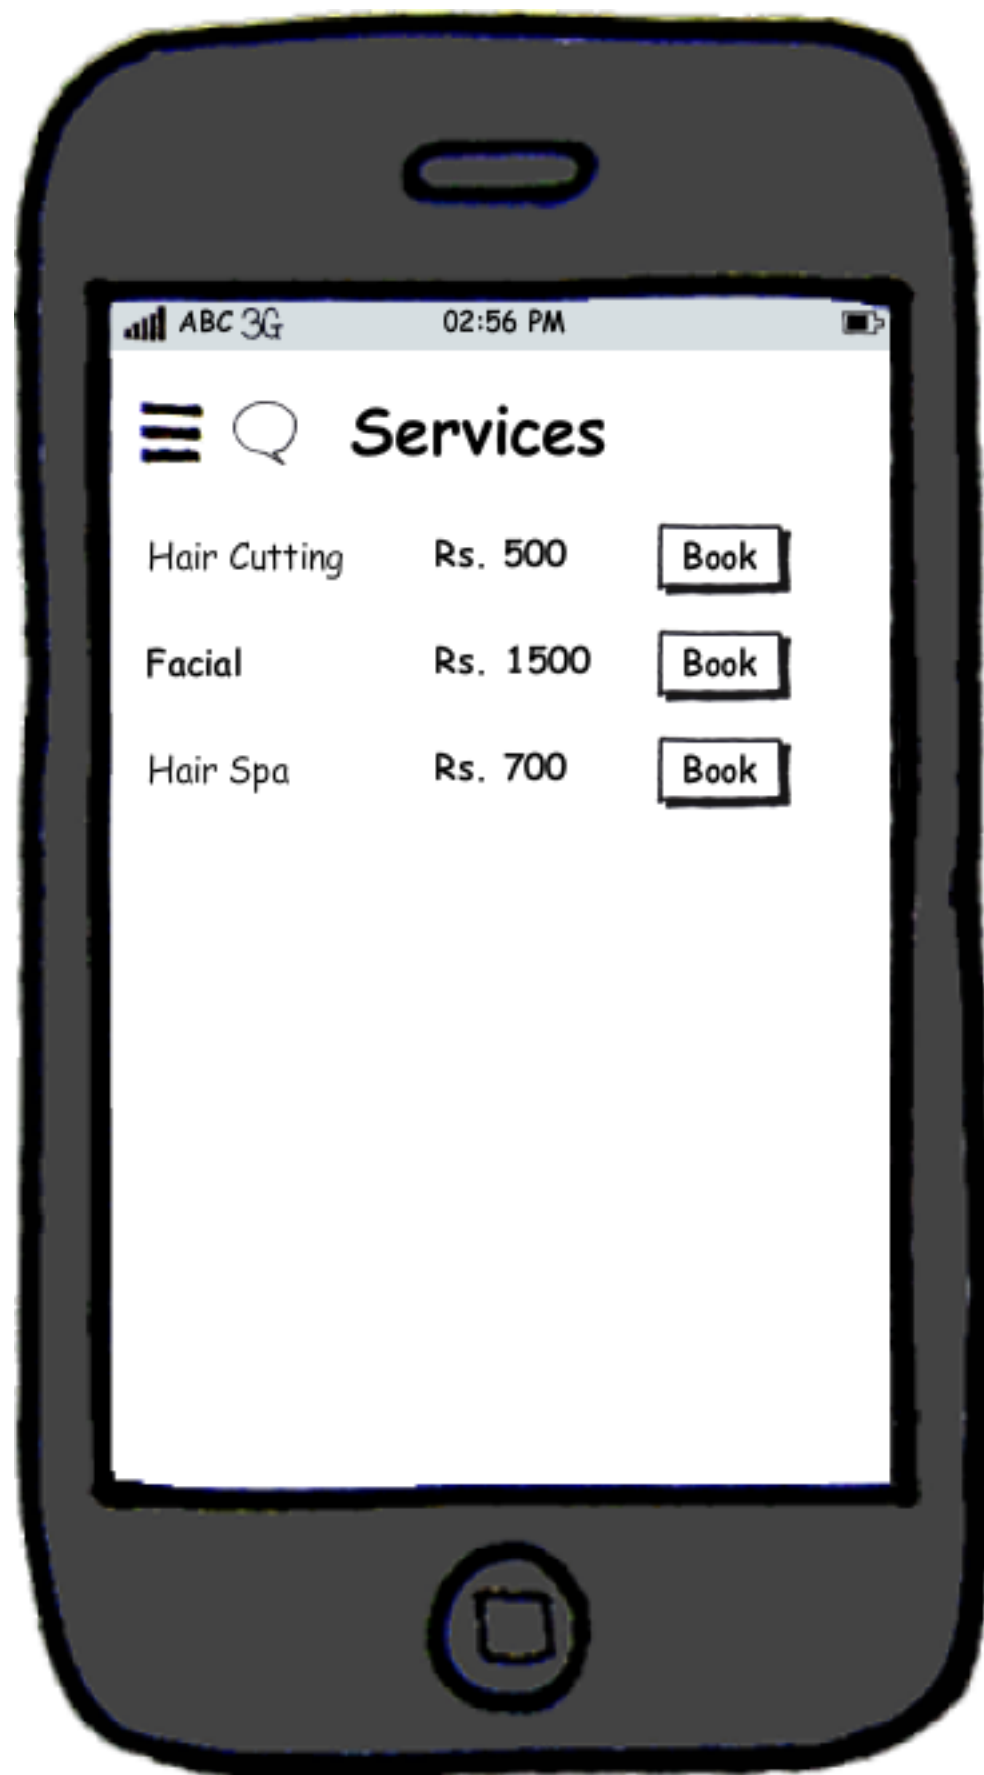 ABC 3G 02:56 PM
Services
Hair Cutting Rs. 500 Book
Facial Rs. 1500 Book
Hair Spa Rs. 700 Book